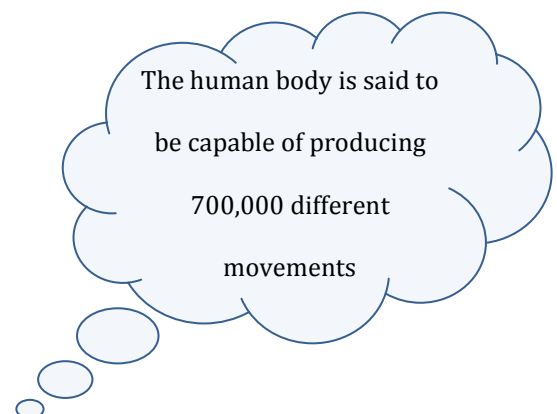 The human body is said to
be capable of producing
700,000 different
movements